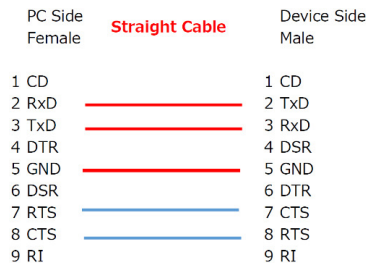 PC Side
Female
Straight Cable
Device Side
Male
1 CD
1 CD
2 RxD
2 TxD
3 TxD
3 RxD
4 DTR
4 DSR
5 GND
5 GND
6 DSR
6 DTR
7 RTS
7 CTS
8 CTS
8 RTS
9 RI
9 RI